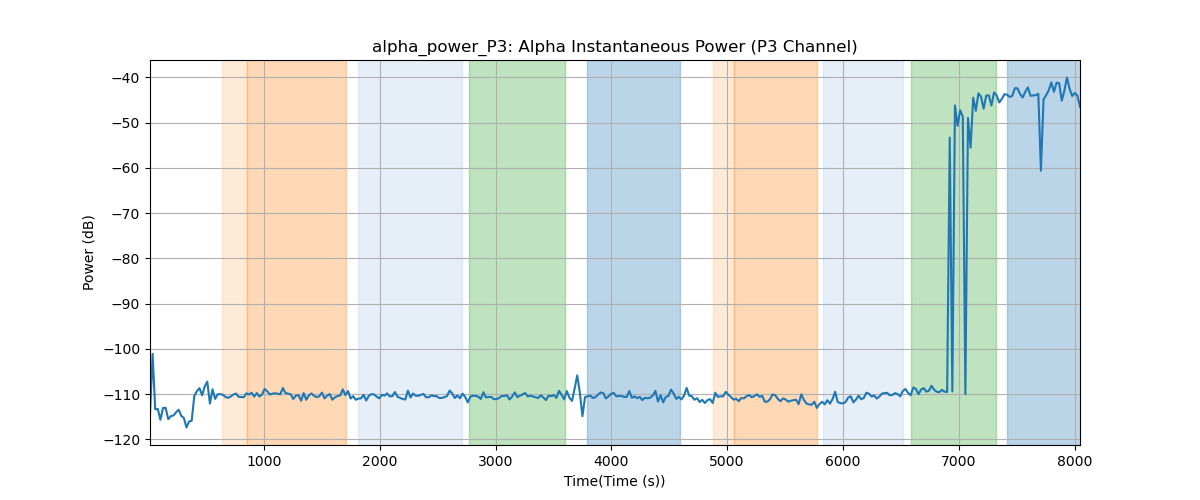 alpha_power_P3: Alpha Instantaneous Power (P3 Channel)
Power (dB)
−40
−50
−60
−70
−80
−90
−100
−110
−120
1000 2000 3000 4000 5000 6000 7000 8000
Time(Time (s))